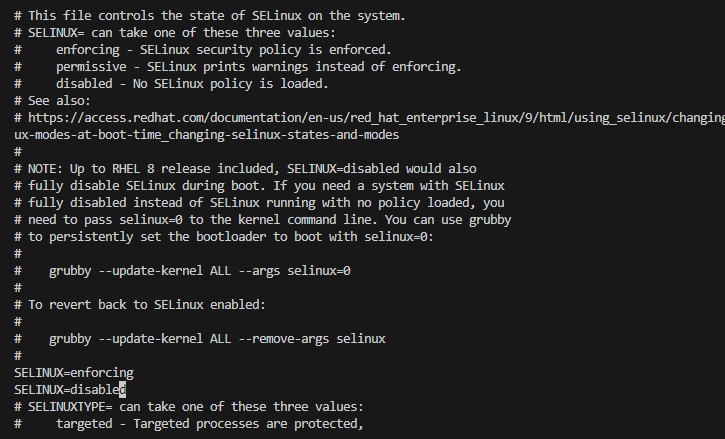 # This file controls the state of SELinux on the system.
# SELINUX= can take one of these three values:
#     enforcing - SELinux security policy is enforced.
#     permissive - SELinux prints warnings instead of enforcing.
#     disabled - No SELinux policy is loaded.
# See also:
# https://access.redhat.com/documentation/en-us/red_hat_enterprise_linux/9/html/using_selinux/changing
ux-modes-at-boot-time_changing-selinux-states-and-modes
#
# NOTE: Up to RHEL 8 release included, SELINUX=disabled would also
# fully disable SELinux during boot. If you need a system with SELinux
# fully disabled instead of SELinux running with no policy loaded, you
# need to pass selinux=0 to the kernel command line. You can use grubby
# to persistently set the bootloader to boot with selinux=0:
#
#    grubby --update-kernel ALL --args selinux=0
#
# To revert back to SELinux enabled:
#
#    grubby --update-kernel ALL --remove-args selinux
#
SELINUX=enforcing
SELINUX=disabled
# SELINUXTYPE= can take one of these three values:
#     targeted - Targeted processes are protected,